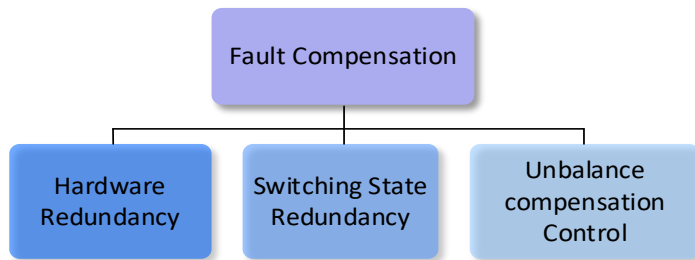 Fault Compensation
Hardware
Redundancy
Switching State
Redundancy
Unbalance
compensation
Control